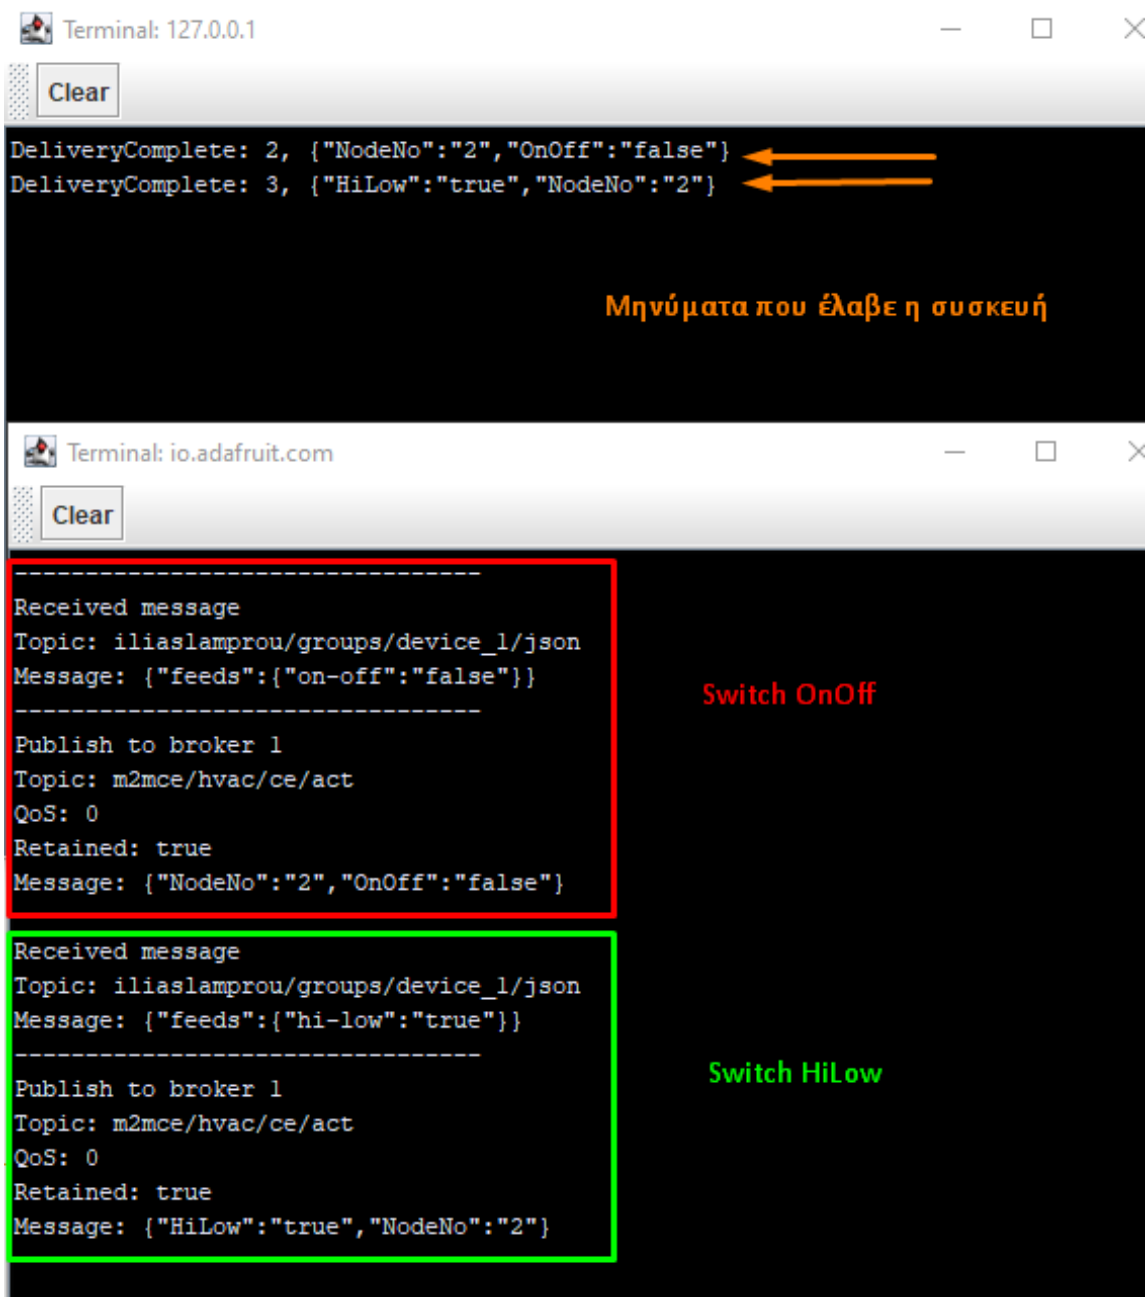 Terminal: 127.0.0.1
Clear
DeliveryComplete: 2, {"NodeNo":"2","OnOff":"false"}
DeliveryComplete: 3, {"HiLow":"true","NodeNo":"2"}
Μηνύματα που έλαβε η συσκευή
Terminal: io.adafruit.com
Clear
---------------------------------
Received message
Topic: iliaslamprou/groups/device_1/json
Message: {"feeds":{"on-off":"false"}}
Switch OnOff
---------------------------------
Publish to broker 1
Topic: m2mce/hvac/ce/act
QoS: 0
Retained: true
Message: {"NodeNo":"2","OnOff":"false"}
Received message
Topic: iliaslamprou/groups/device_1/json
Message: {"feeds":{"hi-low":"true"}}
---------------------------------
Switch HiLow
Publish to broker 1
Topic: m2mce/hvac/ce/act
QoS: 0
Retained: true
Message: {"HiLow":"true","NodeNo":"2"}